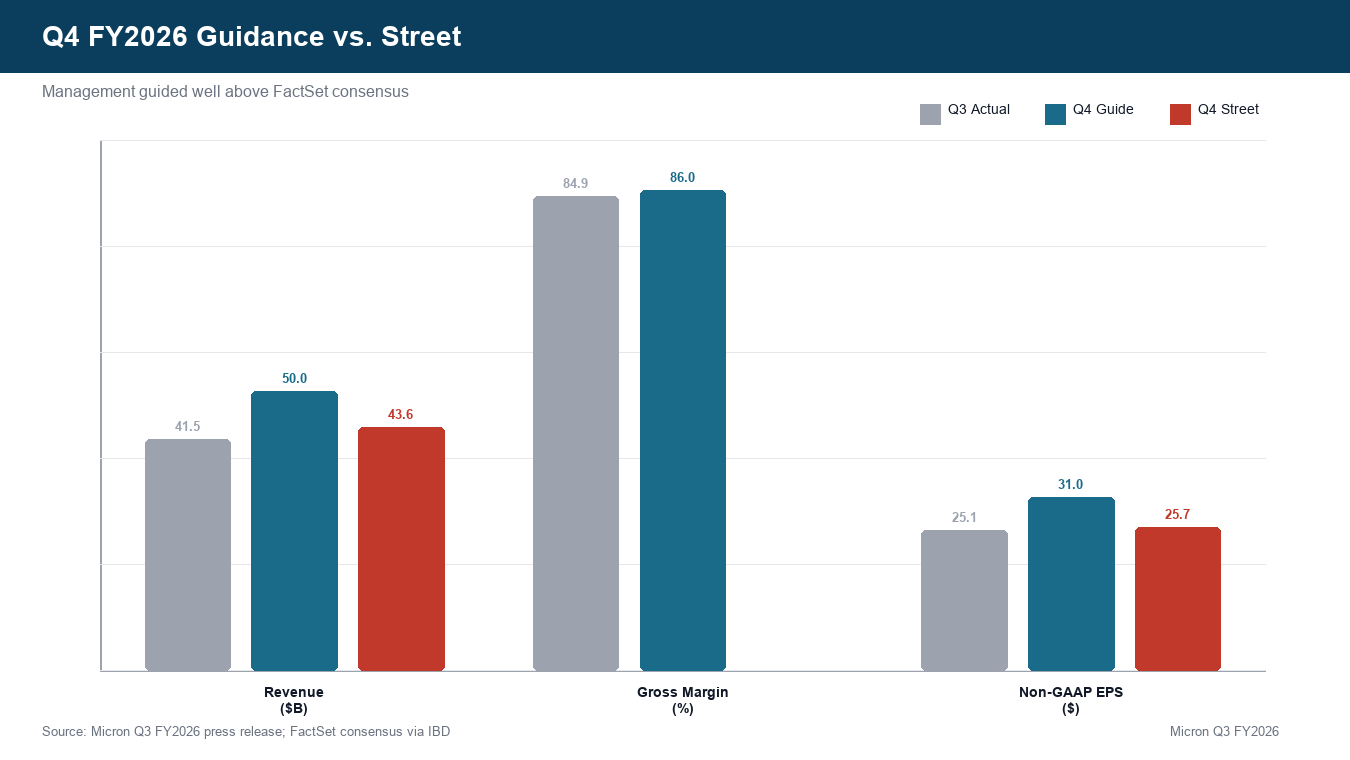 Q4 FY2026 Guidance vs. Street
Management guided well above FactSet consensus
Q3 Actual
Q4 Guide
Q4 Street
41.5
50.0
43.6
84.9
86.0
25.1
31.0
25.7
Revenue
($B)
Gross Margin
(%)
Non-GAAP EPS
($)
Source: Micron Q3 FY2026 press release; FactSet consensus via IBD
Micron Q3 FY2026